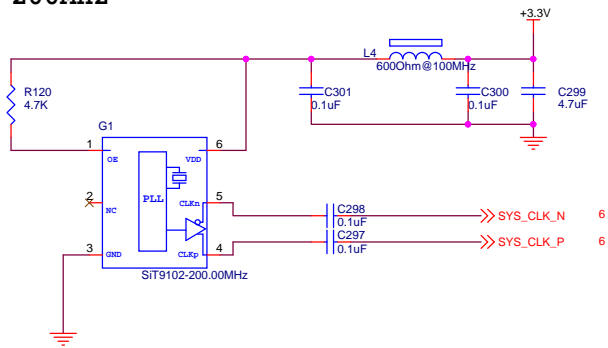 +3.3V
L4
600Ohm@100MHz
R120
4.7K
C301
0.1uF
C300
0.1uF
C299
4.7uF
G1
1
OE
VDD
6
2
NC
PLL
CLKn
5
C298
0.1uF
SYS_CLK_N 6
C297
0.1uF
SYS_CLK_P 6
3
GND
CLKp
4
SiT9102-200.00MHz